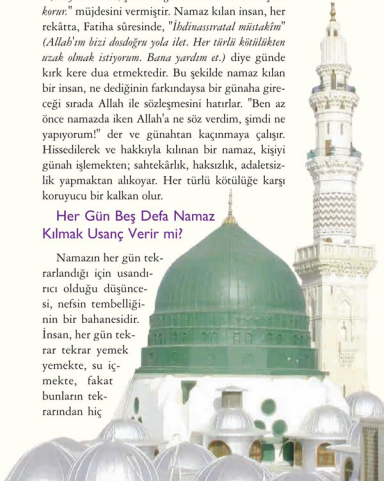 korur." müjdesini vermiştir. Namaz kılan insan, her
rekâtta, Fatiha sûresinde, "İhdinassıratal müstakîm"
(Allah'ım bizi dosdoğru yola ilet. Her türlü kötülükten
uzak olmak istiyorum. Bana yardım et.) diye günde
kırk kere dua etmektedir. Bu şekilde namaz kılan
bir insan, ne dediğinin farkındaysa bir günaha gire-
ceği sırada Allah ile sözleşmesini hatırlar. "Ben az
önce namazda iken Allah'a ne söz verdim, şimdi ne
yapıyorum!" der ve günahtan kaçınmaya çalışır.
Hissedilerek ve hakkıyla kılınan bir namaz, kişiyi
günah işlemekten; sahtekârlık, haksızlık, adaletsiz-
lik yapmaktan alıkoyar. Her türlü kötülüğe karşı
koruyucu bir kalkan olur.
Her Gün Beş Defa Namaz
Kılmak Usanç Verir mi?
Namazın her gün tek-
rarlandığı için usandı-
rıcı olduğu düşünce-
si, nefsin tembelliği-
nin bir bahanesidir.
İnsan, her gün tek-
rar tekrar yemek
yemekte, su iç-
mekte, fakat
bunların tek-
rarından hiç